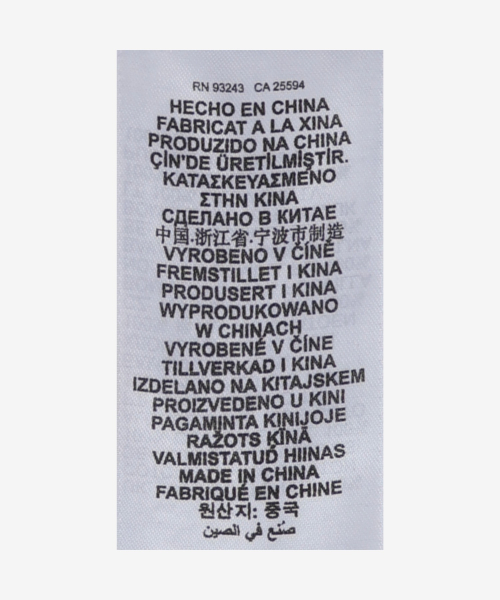 RN 93243 CA 25594
HECHO EN CHINA
FABRICAT A LA XINA
PRODUZIDO NA CHINA
ÇİN'DE ÜRETİLMİŞTİR.
ΚΑΤΑΣΚΕΥΑΣΜΕΝΟ
ΣΤΗΝ ΚΙΝΑ
СДЕЛАНО В КИТАЕ
中国.浙江省.宁波市制造
VYROBENO V ČÍNĚ
FREMSTILLET I KINA
PRODUSERT I KINA
WYPRODUKOWANO
W CHINACH
VYROBENÉ V ČÍNE
TILLVERKAD I KINA
IZDELANO NA KITAJSKEM
PROIZVEDENO U KINI
PAGAMINTA KINIJOJE
RAŽOTS ĶĪNĀ
VALMISTATUD HIINAS
MADE IN CHINA
FABRIQUÉ EN CHINE
원산지: 중국
صُنع في الصين